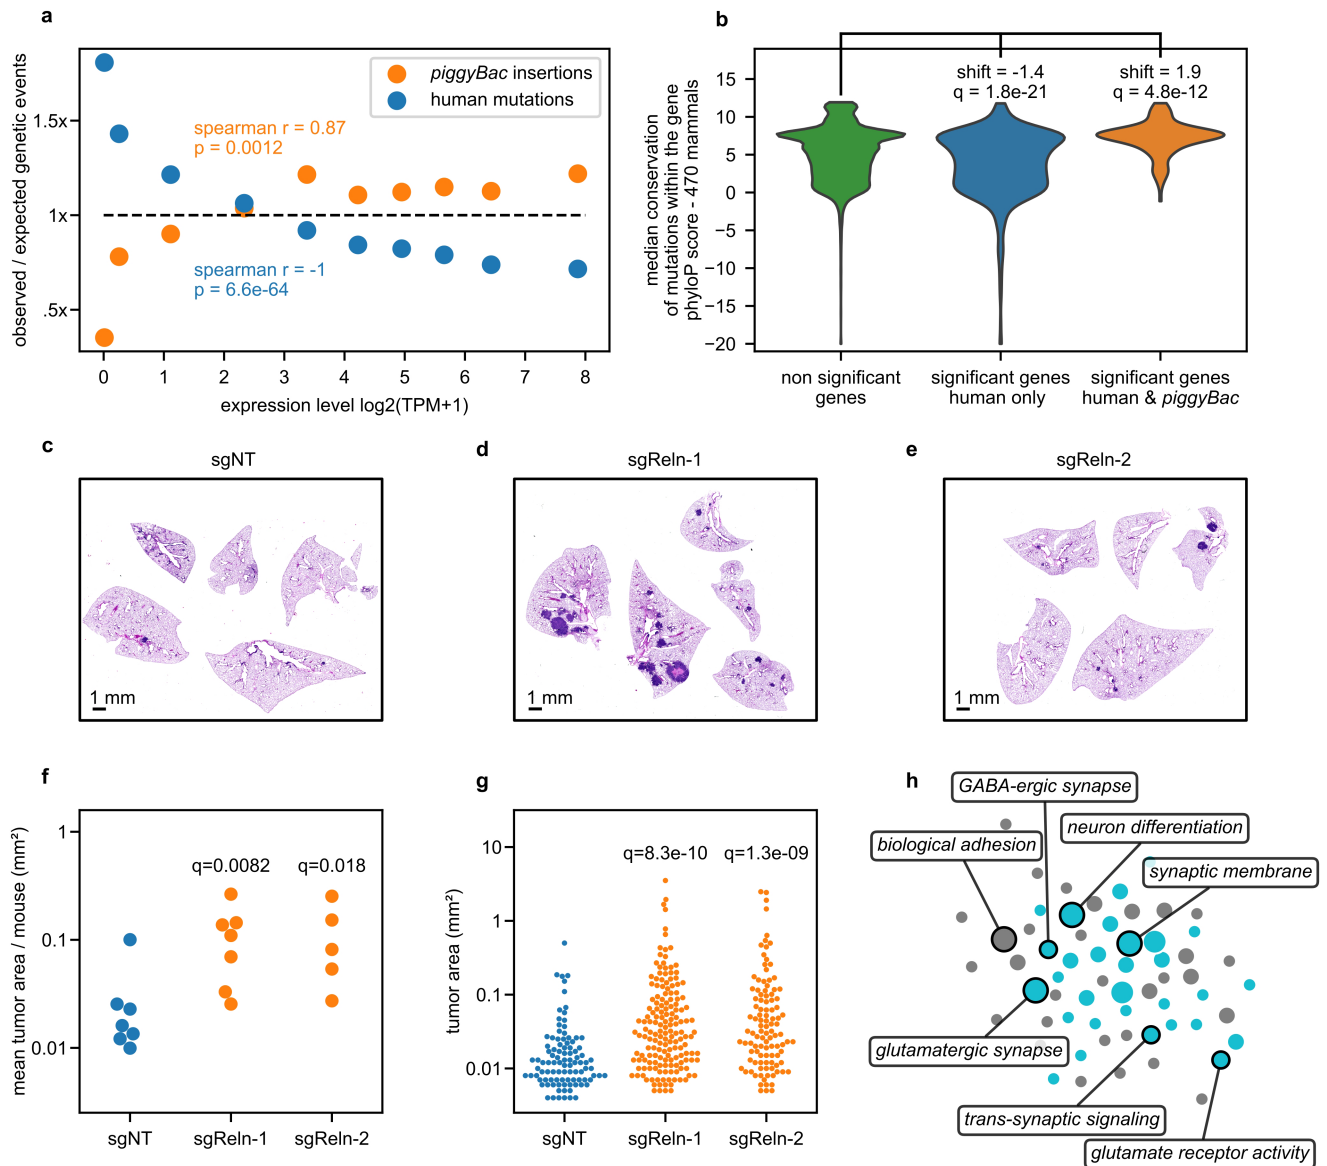 a
observed / expected genetic events
1.5x
1x
.5x
piggyBac insertions
human mutations
spearman r = 0.87
p = 0.0012
spearman r = -1
p = 6.6e-64
0 1 2 3 4 5 6 7 8
expression level log2(TPM+1)
b
median conservation
of mutations within the gene
phyloP score - 470 mammals
15
10
5
0
−5
−10
−15
−20
shift = -1.4
q = 1.8e-21
shift = 1.9
q = 4.8e-12
non significant
genes
significant genes
human only
significant genes
human & piggyBac
c
sgNT
1 mm
d
sgReln-1
1 mm
e
sgReln-2
1 mm
f
mean tumor area / mouse (mm²)
1
0.1
0.01
q=0.0082
q=0.018
sgNT
sgReln-1
sgReln-2
g
tumor area (mm²)
10
1
0.1
0.01
q=8.3e-10
q=1.3e-09
sgNT
sgReln-1
sgReln-2
h
GABA-ergic synapse
neuron differentiation
biological adhesion
synaptic membrane
glutamatergic synapse
trans-synaptic signaling
glutamate receptor activity